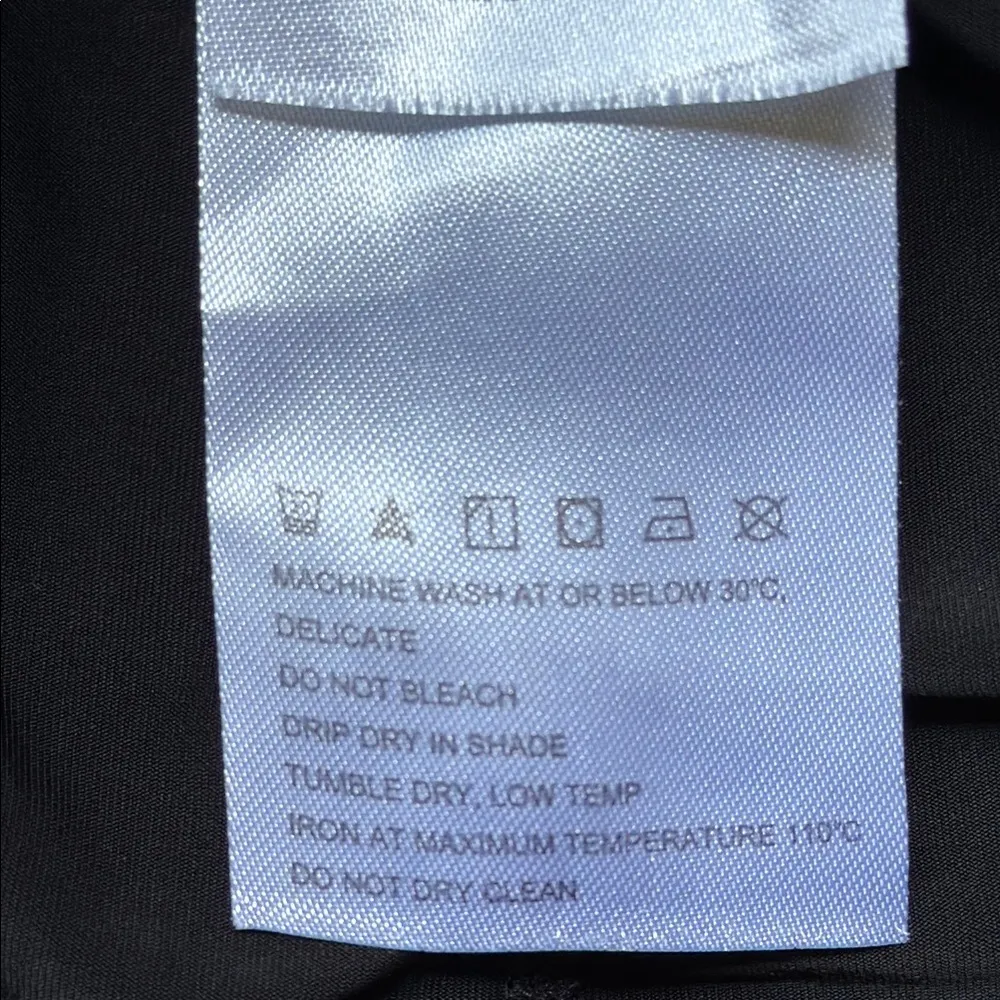 30
MACHINE WASH AT OR BELOW 30°C,
DELICATE
DO NOT BLEACH
DRIP DRY IN SHADE
TUMBLE DRY, LOW TEMP
IRON AT MAXIMUM TEMPERATURE 110°C
DO NOT DRY CLEAN